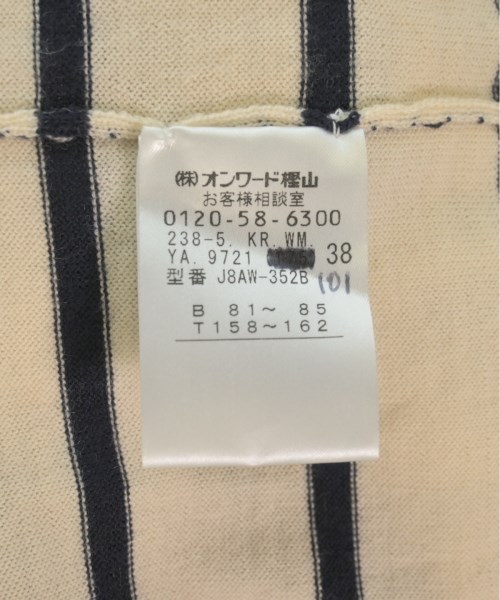 (株)オンワード樫山
お客様相談室
0120-58-6300
238-5. KR. WM.
YA. 9721 38
型番 J8AW-352B 101
B 81〜 85
T158〜162